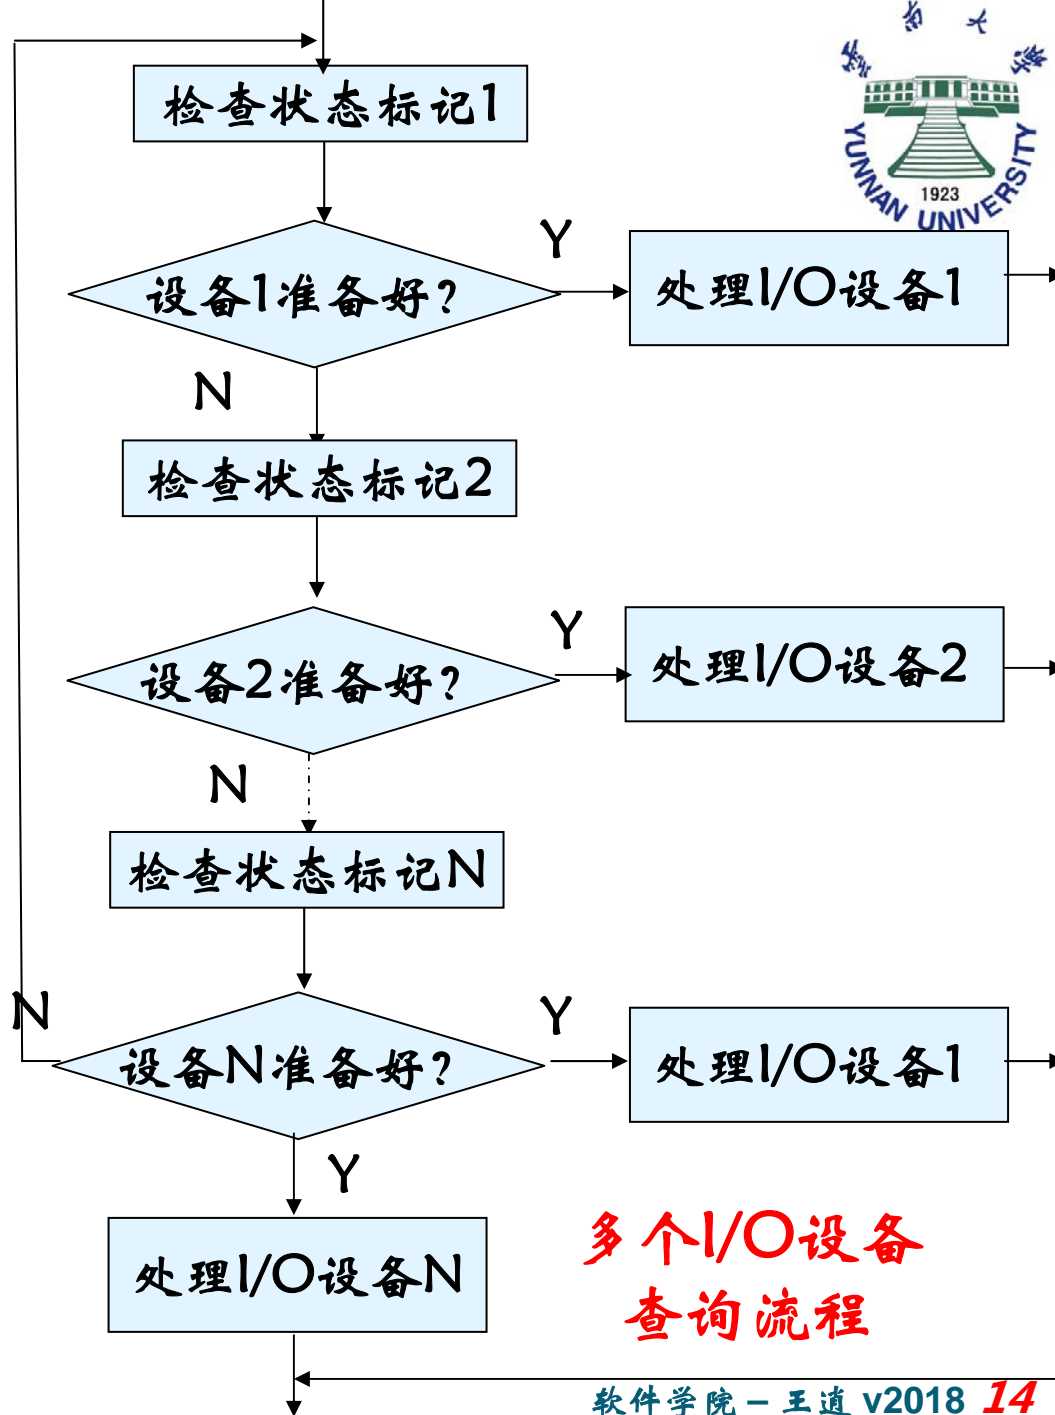 云南大学
YUNNAN UNIVERSITY
1923
检查状态标记1
设备1准备好?
Y
处理I/O设备1
N
检查状态标记2
设备2准备好?
Y
处理I/O设备2
N
检查状态标记N
设备N准备好?
N
Y
处理I/O设备1
Y
处理I/O设备N
多个I/O设备
查询流程
软件学院 – 王逍 v2018 14